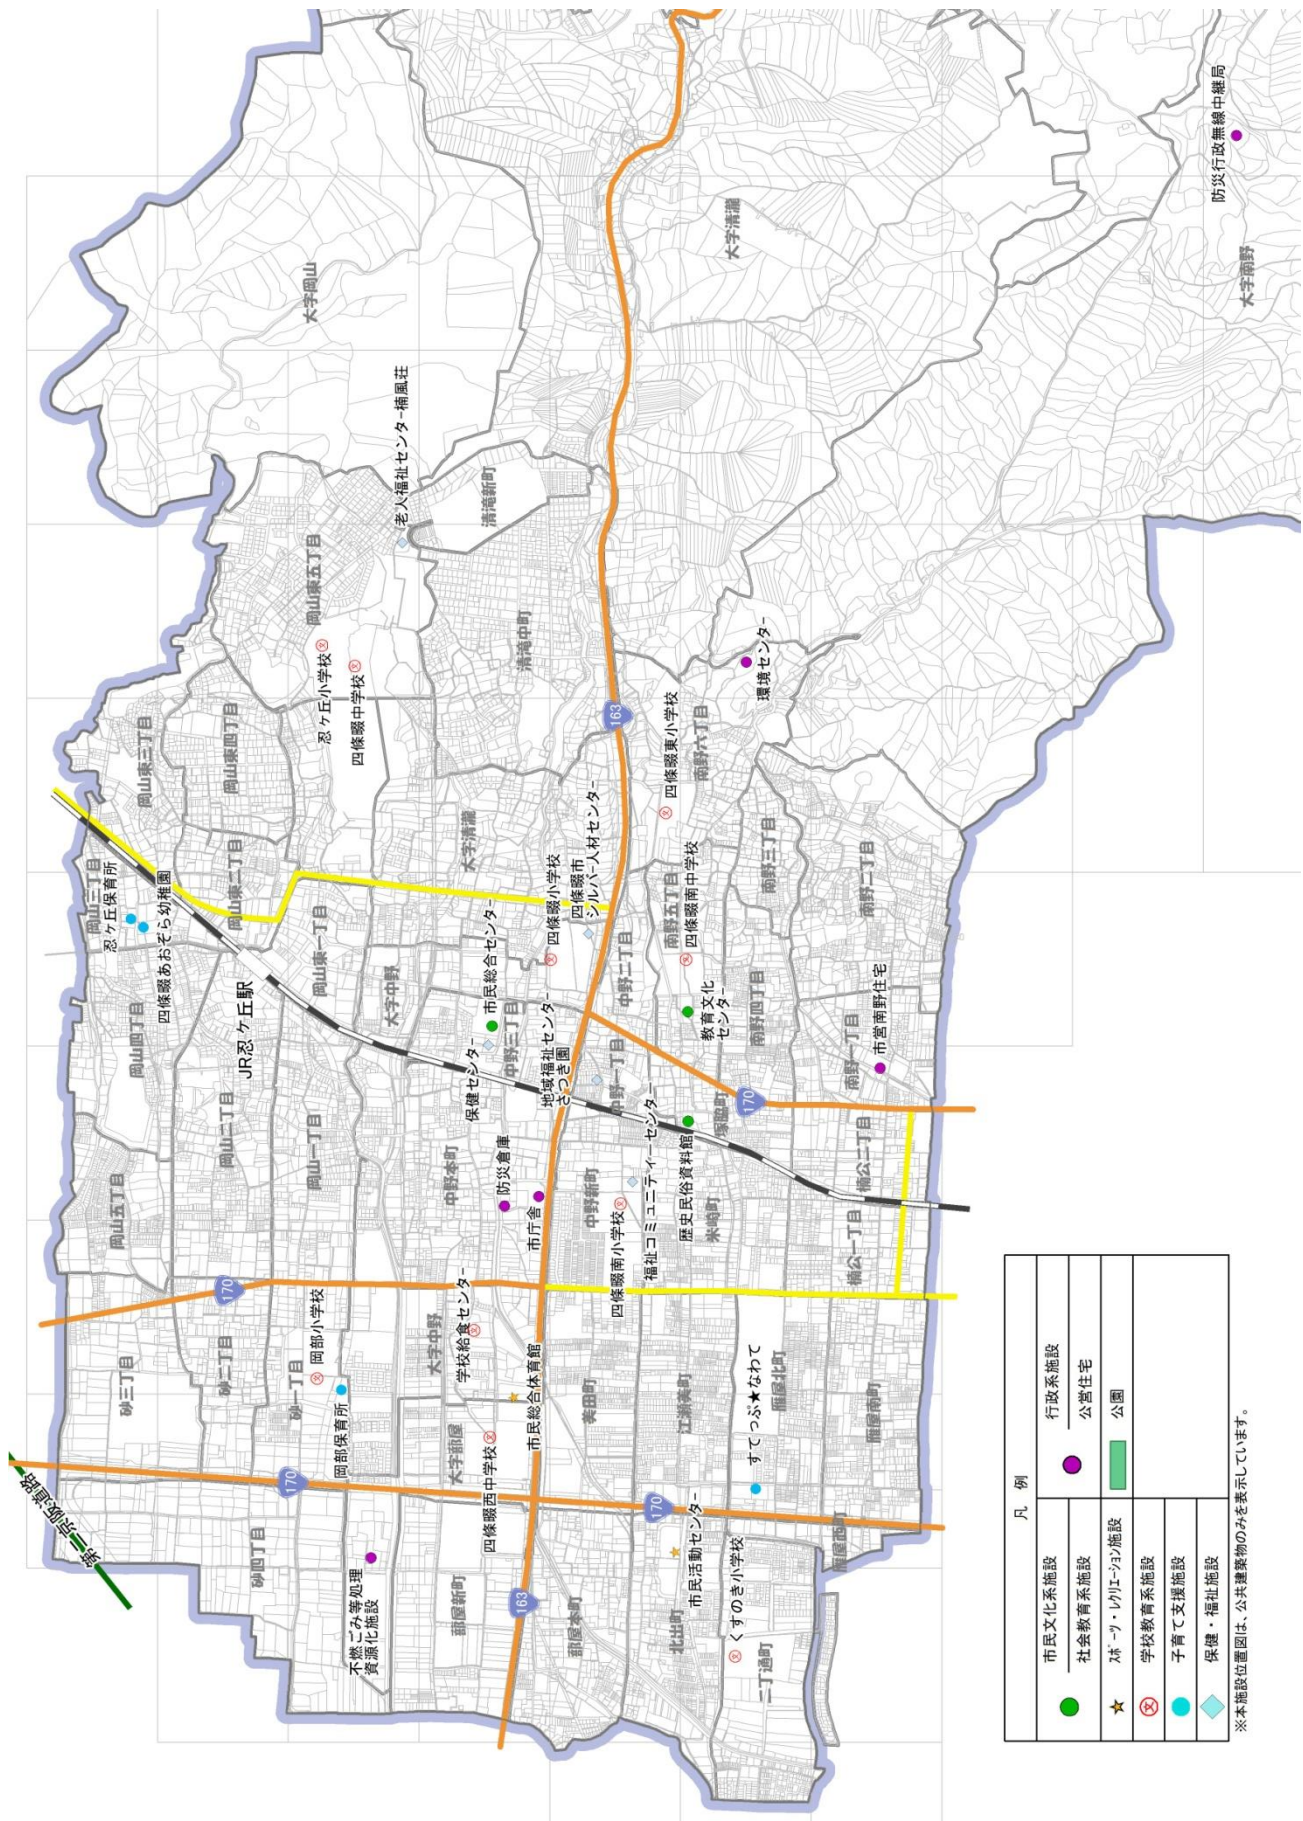 第二京阪道路
砂三丁目
砂二丁目
砂一丁目
砂四丁目
岡山五丁目
岡山四丁目
岡山三丁目
岡山二丁目
岡山一丁目
岡山東三丁目
岡山東四丁目
岡山東二丁目
岡山東一丁目
岡山東五丁目
大字岡山
忍ケ丘保育所
四條畷あおぞら幼稚園
JR忍ケ丘駅
忍ケ丘小学校
四條畷中学校
老人福祉センター楠風荘
清滝新町
清滝中町
大字清瀧
大字清瀧
大字中野
大字中野
大字南野
防災行政無線中継局
岡部小学校
岡部保育所
不燃ごみ等処理
資源化施設
学校給食センター
大字部屋
四條畷西中学校
市民総合体育館
部屋新町
部屋本町
中野本町
防災倉庫
市庁舎
保健センター
市民総合センター
中野三丁目
地域福祉センター
さつき園
四條畷小学校
四條畷市
シルバー人材センター
中野二丁目
中野一丁目
中野新町
四條畷南小学校
福祉コミュニティーセンター
歴史民俗資料館
米崎町
塚脇町
教育文化
センター
四條畷南中学校
四條畷東小学校
環境センター
南野六丁目
南野五丁目
南野四丁目
南野三丁目
南野二丁目
南野一丁目
市営南野住宅
楠公二丁目
楠公一丁目
美田町
江瀬美町
すてっぷ★なわて
雁屋北町
雁屋南町
雁屋西町
北出町
市民活動センター
くすのき小学校
二丁通町
163
163
170
170
170
170
凡 例
市民文化系施設
社会教育系施設
スポーツ・レクリエーション施設
学校教育系施設
子育て支援施設
保健・福祉施設
行政系施設
公営住宅
公園
※本施設位置図は、公共建築物のみを表示しています。